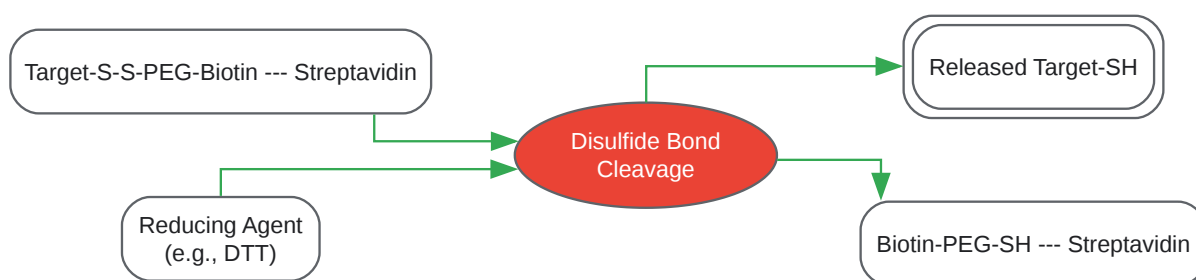 Target-S-S-PEG-Biotin --- Streptavidin
Released Target-SH
Disulfide Bond
Cleavage
Reducing Agent
(e.g., DTT)
Biotin-PEG-SH --- Streptavidin